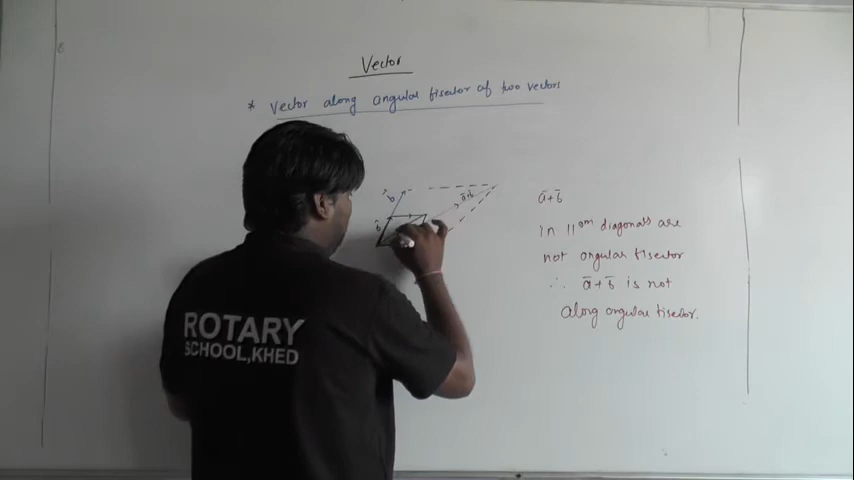 Vector
* Vector along angular bisector of two vectors
b̄
b̂
ā+b̄
ā+b̄
in 11gm diagonals are
not angular bisector
∴ ā+b̄ is not
along angular bisector.
ROTARY
SCHOOL,KHED